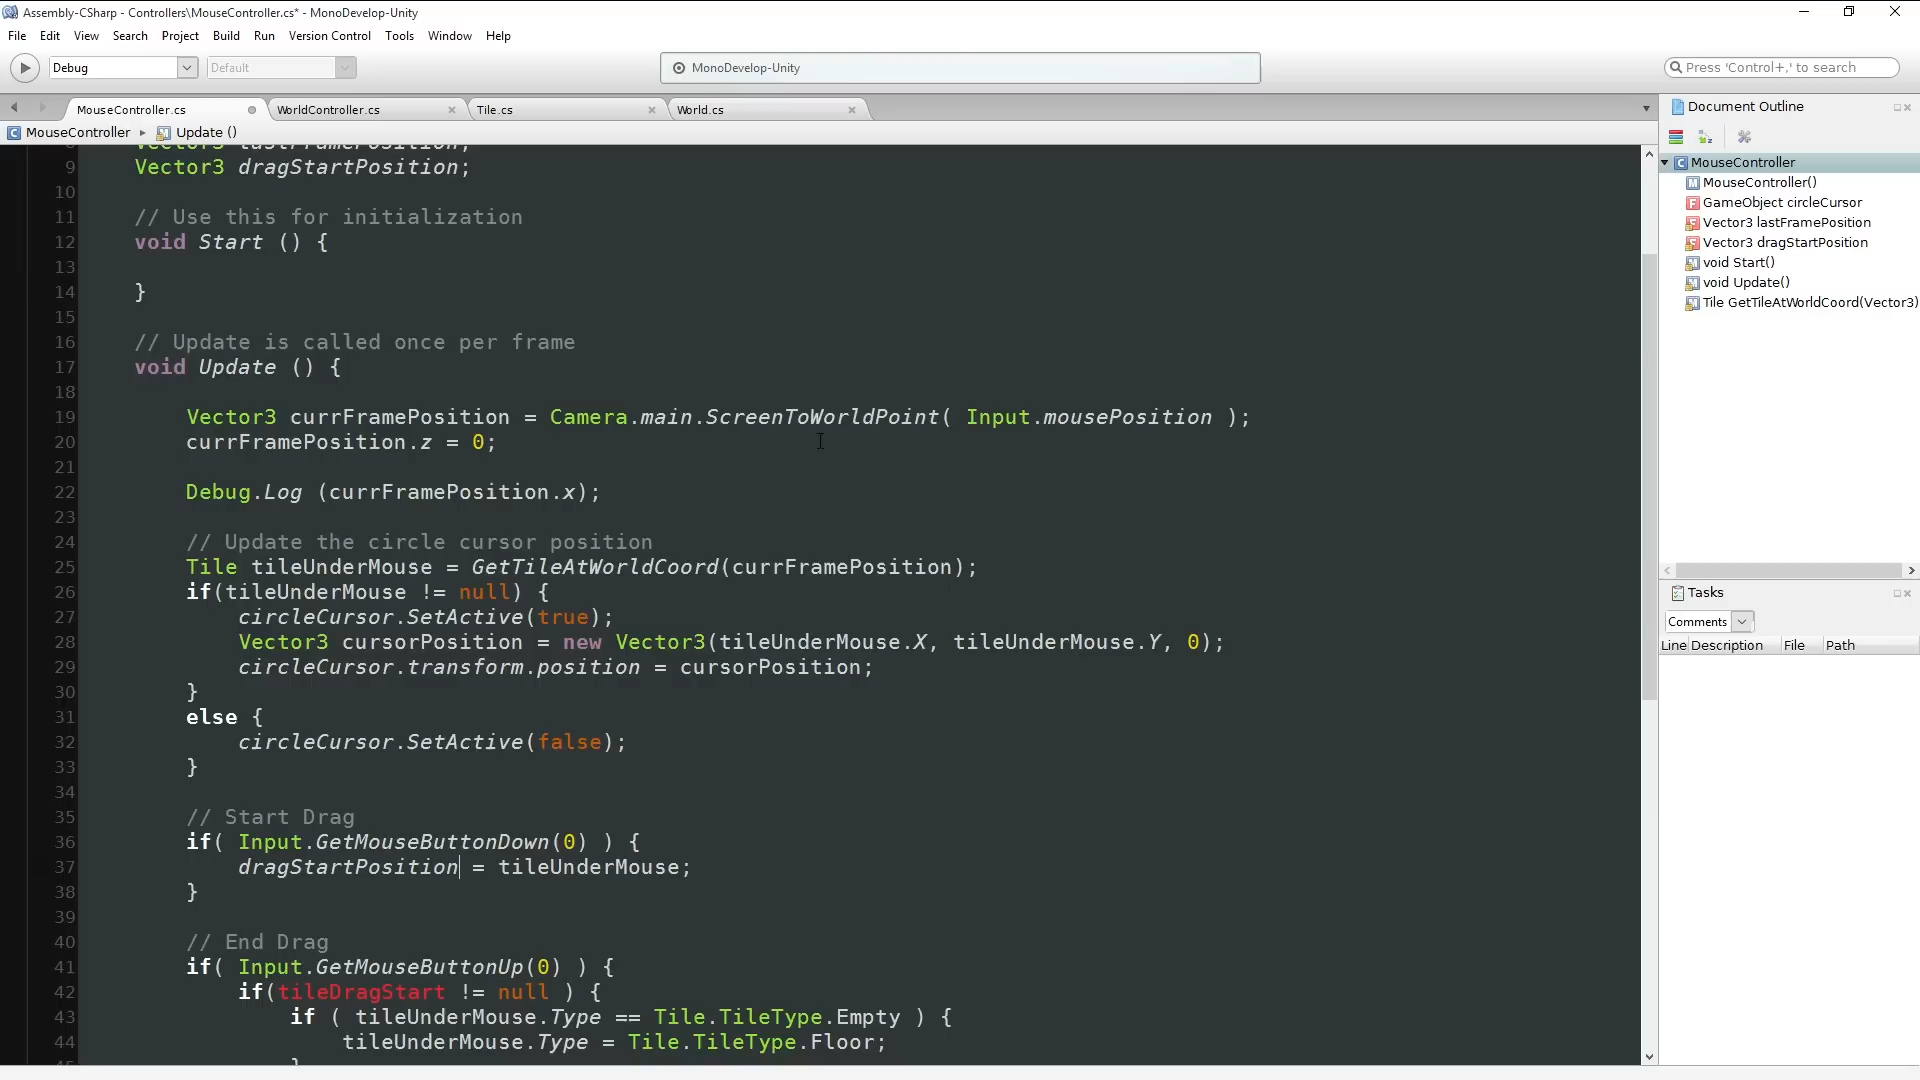 Assembly-CSharp - Controllers\MouseController.cs* - MonoDevelop-Unity
File Edit View Search Project Build Run Version Control Tools Window Help
Debug Default MonoDevelop-Unity Press 'Control+,' to search
MouseController.cs WorldController.cs Tile.cs World.cs
MouseController ▸ Update ()
8 Vector3 lastFramePosition;
9 Vector3 dragStartPosition;
10
11 // Use this for initialization
12 void Start () {
13
14 }
15
16 // Update is called once per frame
17 void Update () {
18
19 Vector3 currFramePosition = Camera.main.ScreenToWorldPoint( Input.mousePosition );
20 currFramePosition.z = 0;
21
22 Debug.Log (currFramePosition.x);
23
24 // Update the circle cursor position
25 Tile tileUnderMouse = GetTileAtWorldCoord(currFramePosition);
26 if(tileUnderMouse != null) {
27 circleCursor.SetActive(true);
28 Vector3 cursorPosition = new Vector3(tileUnderMouse.X, tileUnderMouse.Y, 0);
29 circleCursor.transform.position = cursorPosition;
30 }
31 else {
32 circleCursor.SetActive(false);
33 }
34
35 // Start Drag
36 if( Input.GetMouseButtonDown(0) ) {
37 dragStartPosition = tileUnderMouse;
38 }
39
40 // End Drag
41 if( Input.GetMouseButtonUp(0) ) {
42 if(tileDragStart != null ) {
43 if ( tileUnderMouse.Type == Tile.TileType.Empty ) {
44 tileUnderMouse.Type = Tile.TileType.Floor;
45 }
Document Outline
MouseController
MouseController()
GameObject circleCursor
Vector3 lastFramePosition
Vector3 dragStartPosition
void Start()
void Update()
Tile GetTileAtWorldCoord(Vector3)
Tasks
Comments
Line Description File Path